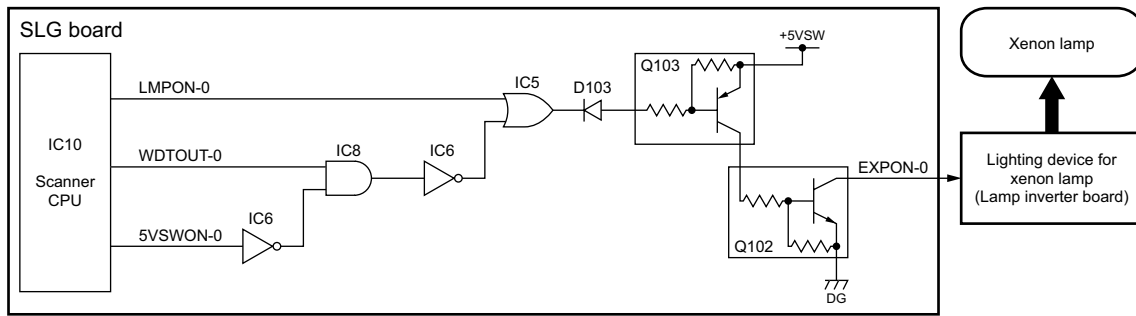 SLG board
+5VSW
Xenon lamp
Q103
IC5
D103
LMPON-0
IC10
Scanner
CPU
WDTOUT-0
IC8
IC6
Lighting device for
xenon lamp
(Lamp inverter board)
EXPON-0
5VSWON-0
IC6
Q102
DG